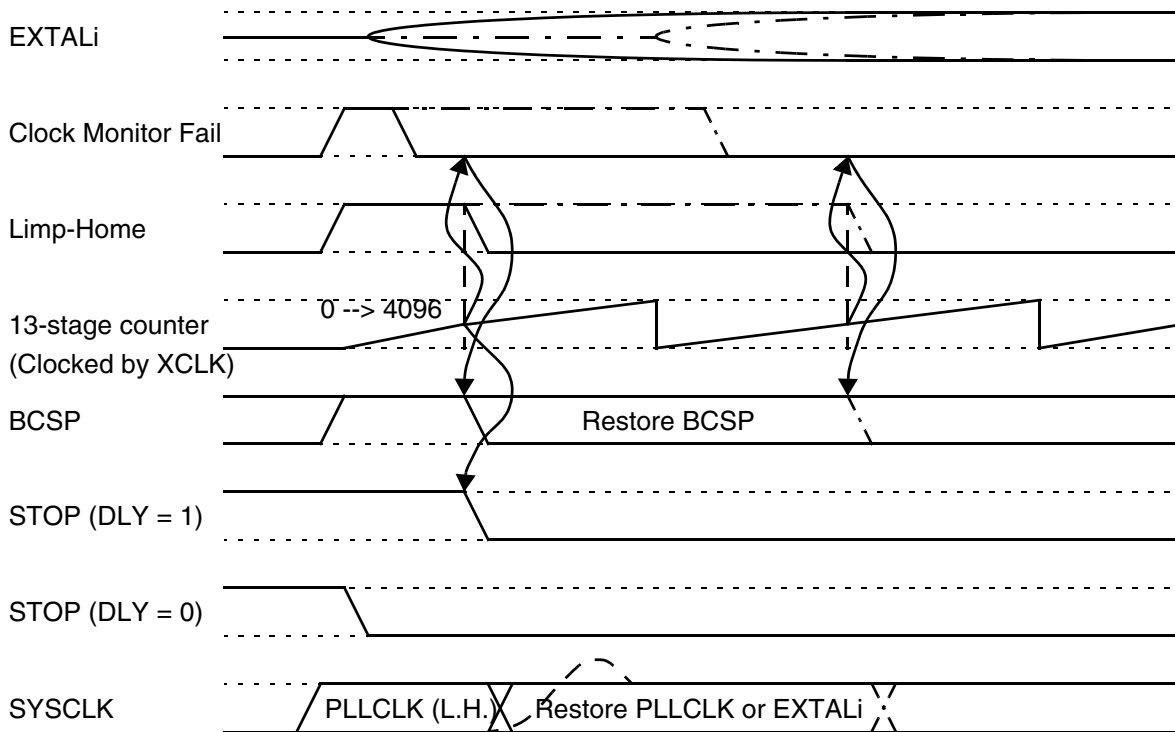 EXTALi
Clock Monitor Fail
Limp-Home
0 --> 4096
13-stage counter
(Clocked by XCLK)
BCSP
Restore BCSP
STOP (DLY = 1)
STOP (DLY = 0)
SYSCLK
PLLCLK (L.H.)
Restore PLLCLK or EXTALi